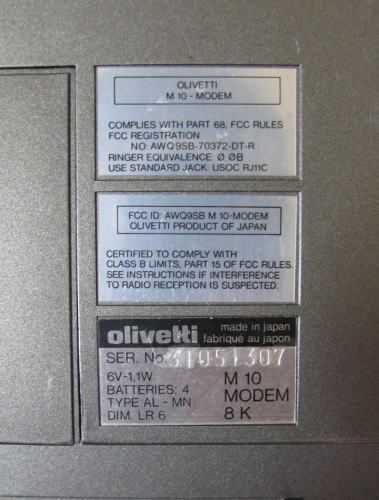 OLIVETTI
M 10 - MODEM
COMPLIES WITH PART 68, FCC RULES
FCC REGISTRATION
NO: AWQ9SB-70372-DT-R
RINGER EQUIVALENCE: 0.0B
USE STANDARD JACK: USOC RJ11C
FCC ID: AWQ9SB M 10-MODEM
OLIVETTI PRODUCT OF JAPAN
CERTIFIED TO COMPLY WITH
CLASS B LIMITS, PART 15 OF FCC RULES.
SEE INSTRUCTIONS IF INTERFERENCE
TO RADIO RECEPTION IS SUSPECTED.
olivetti made in japan
fabriqué au japon
SER. No. 31051307
6V-1,1W
BATTERIES: 4
TYPE AL - MN
DIM. LR 6
M 10
MODEM
8 K